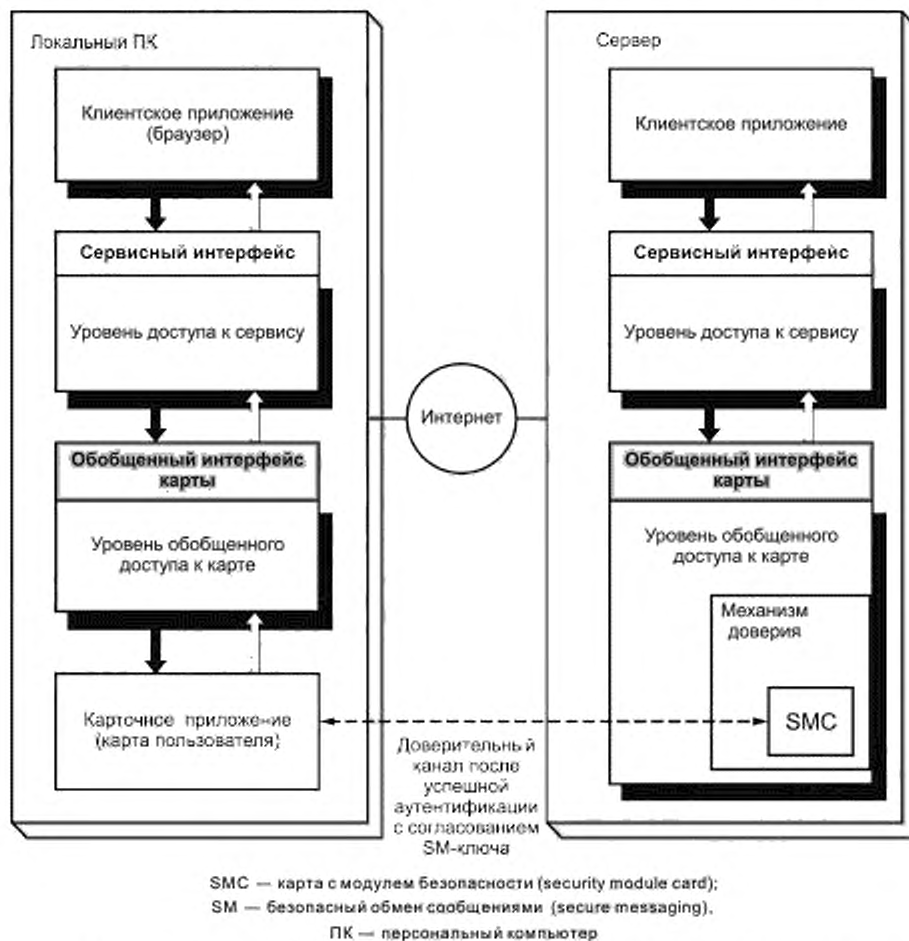 Локальный ПК
Клиентское приложение
(браузер)
Сервисный интерфейс
Уровень доступа к сервису
Обобщенный интерфейс
карты
Уровень обобщенного
доступа к карте
Карточное приложение
(карта пользователя)
Интернет
Сервер
Клиентское приложение
Сервисный интерфейс
Уровень доступа к сервису
Обобщенный интерфейс
карты
Уровень обобщенного
доступа к карте
Механизм
доверия
SMC
Доверительный
канал после
успешной
аутентификации
с согласованием
SM-ключа
SMC — карта с модулем безопасности (security module card);
SM — безопасный обмен сообщениями (secure messaging),
ПК — персональный компьютер